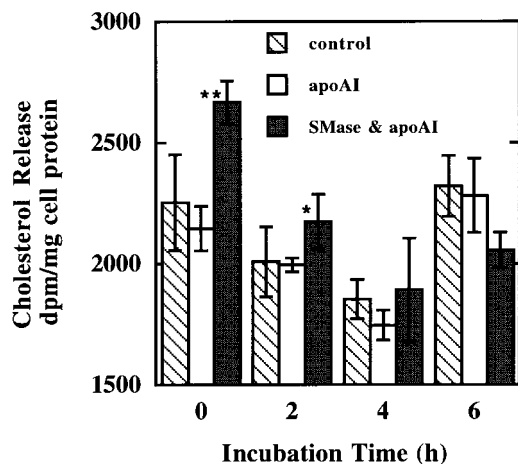 Cholesterol Release
dpm/mg cell protein
3000
2500
2000
1500
control
apoAI
SMase & apoAI
**
*
0 2 4 6
Incubation Time (h)